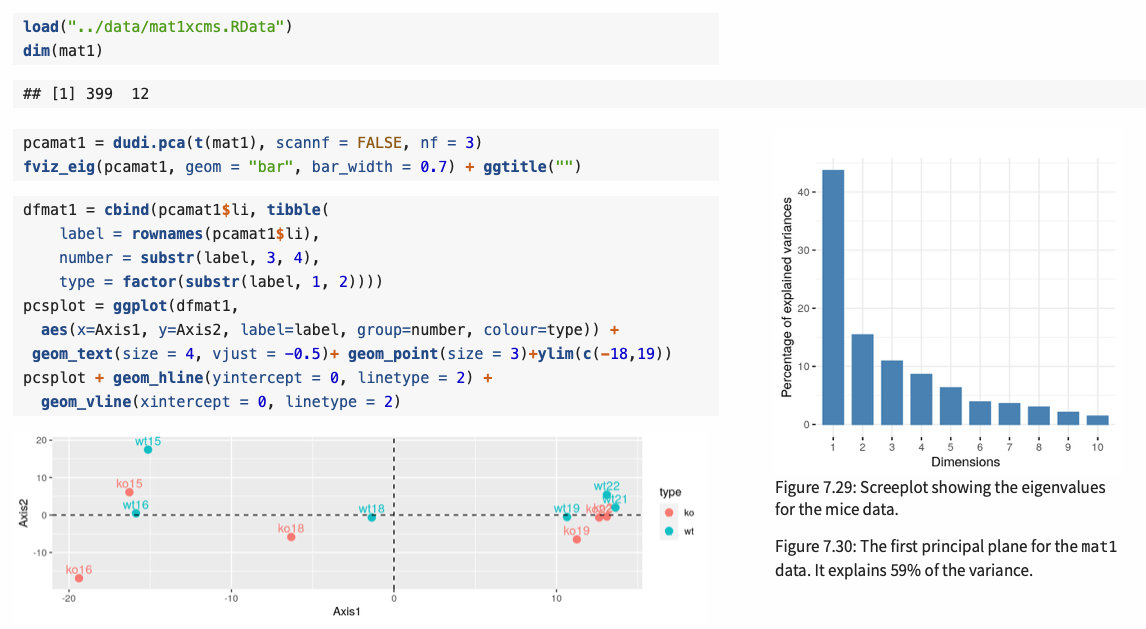 load("../data/mat1xcms.RData")
dim(mat1)
## [1] 399  12
pcamat1 = dudi.pca(t(mat1), scannf = FALSE, nf = 3)
fviz_eig(pcamat1, geom = "bar", bar_width = 0.7) + ggtitle("")
dfmat1 = cbind(pcamat1$li, tibble(
    label = rownames(pcamat1$li),
    number = substr(label, 3, 4),
    type = factor(substr(label, 1, 2))))
pcsplot = ggplot(dfmat1,
  aes(x=Axis1, y=Axis2, label=label, group=number, colour=type)) +
 geom_text(size = 4, vjust = -0.5)+ geom_point(size = 3)+ylim(c(-18,19))
pcsplot + geom_hline(yintercept = 0, linetype = 2) +
  geom_vline(xintercept = 0, linetype = 2)
20
10
0
-10
Axis2
wt15
ko15
wt16
ko16
ko18
wt18
wt19
ko19
wt22
wt21
-20
-10
0
10
Axis1
type
ko
wt
Percentage of explained variances
40
30
20
10
0
1 2 3 4 5 6 7 8 9 10
Dimensions
Figure 7.29: Screeplot showing the eigenvalues
for the mice data.
Figure 7.30: The first principal plane for the mat1
data. It explains 59% of the variance.